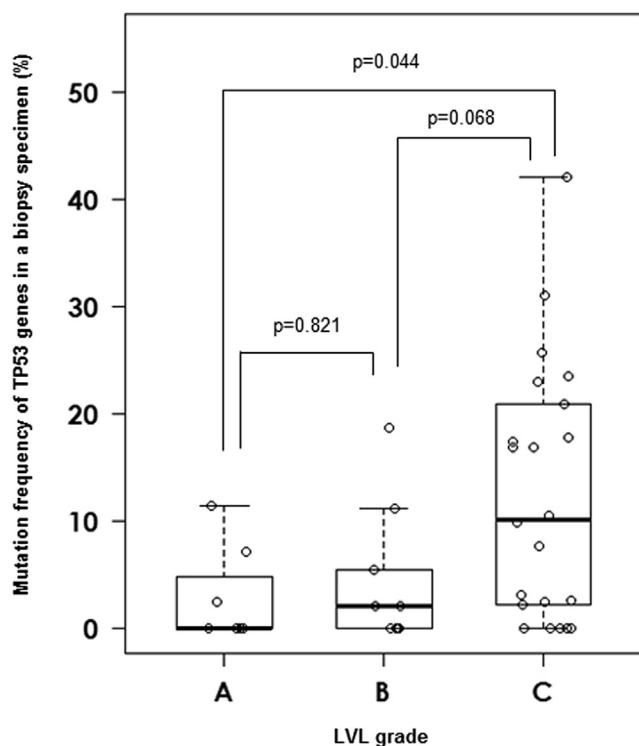 p=0.044
50
p=0.068
40
30
p=0.821
20
10
0
A B C
LVL grade
Mutation frequency of TP53 genes in a biopsy specimen (%)